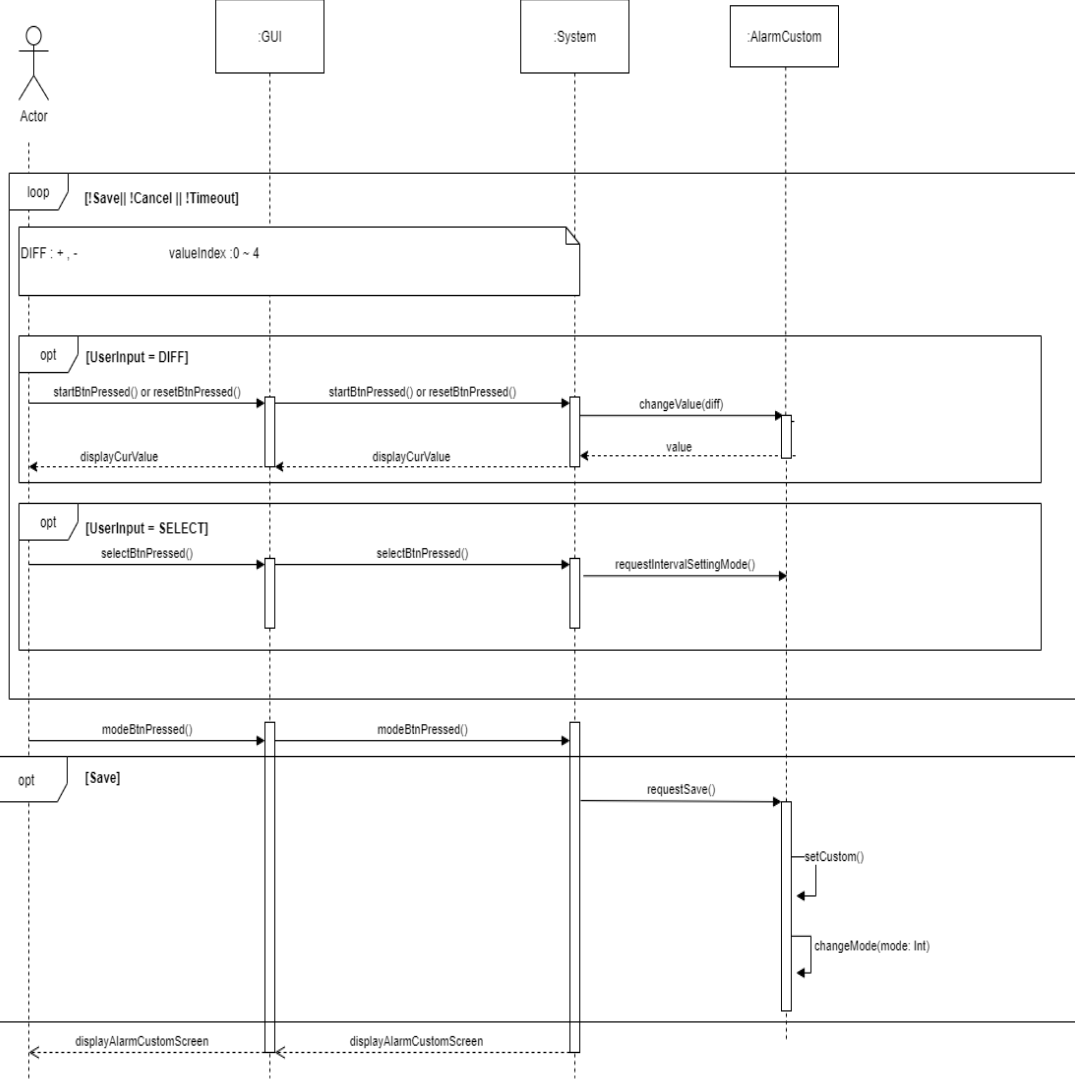 :GUI
:System
:AlarmCustom
Actor
loop
[!Save|| !Cancel || !Timeout]
DIFF : + , - valueIndex :0 ~ 4
opt
[UserInput = DIFF]
startBtnPressed() or resetBtnPressed()
startBtnPressed() or resetBtnPressed()
changeValue(diff)
value
displayCurValue
displayCurValue
opt
[UserInput = SELECT]
selectBtnPressed()
selectBtnPressed()
requestIntervalSettingMode()
modeBtnPressed()
modeBtnPressed()
opt
[Save]
requestSave()
setCustom()
changeMode(mode: Int)
displayAlarmCustomScreen
displayAlarmCustomScreen